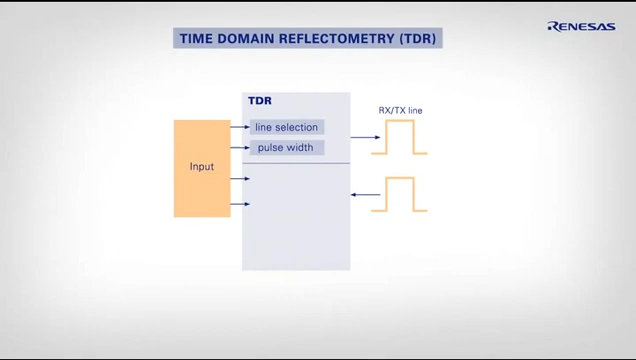 TIME DOMAIN REFLECTOMETRY (TDR)
RENESAS
TDR
RX/TX line
line selection
pulse width
Input